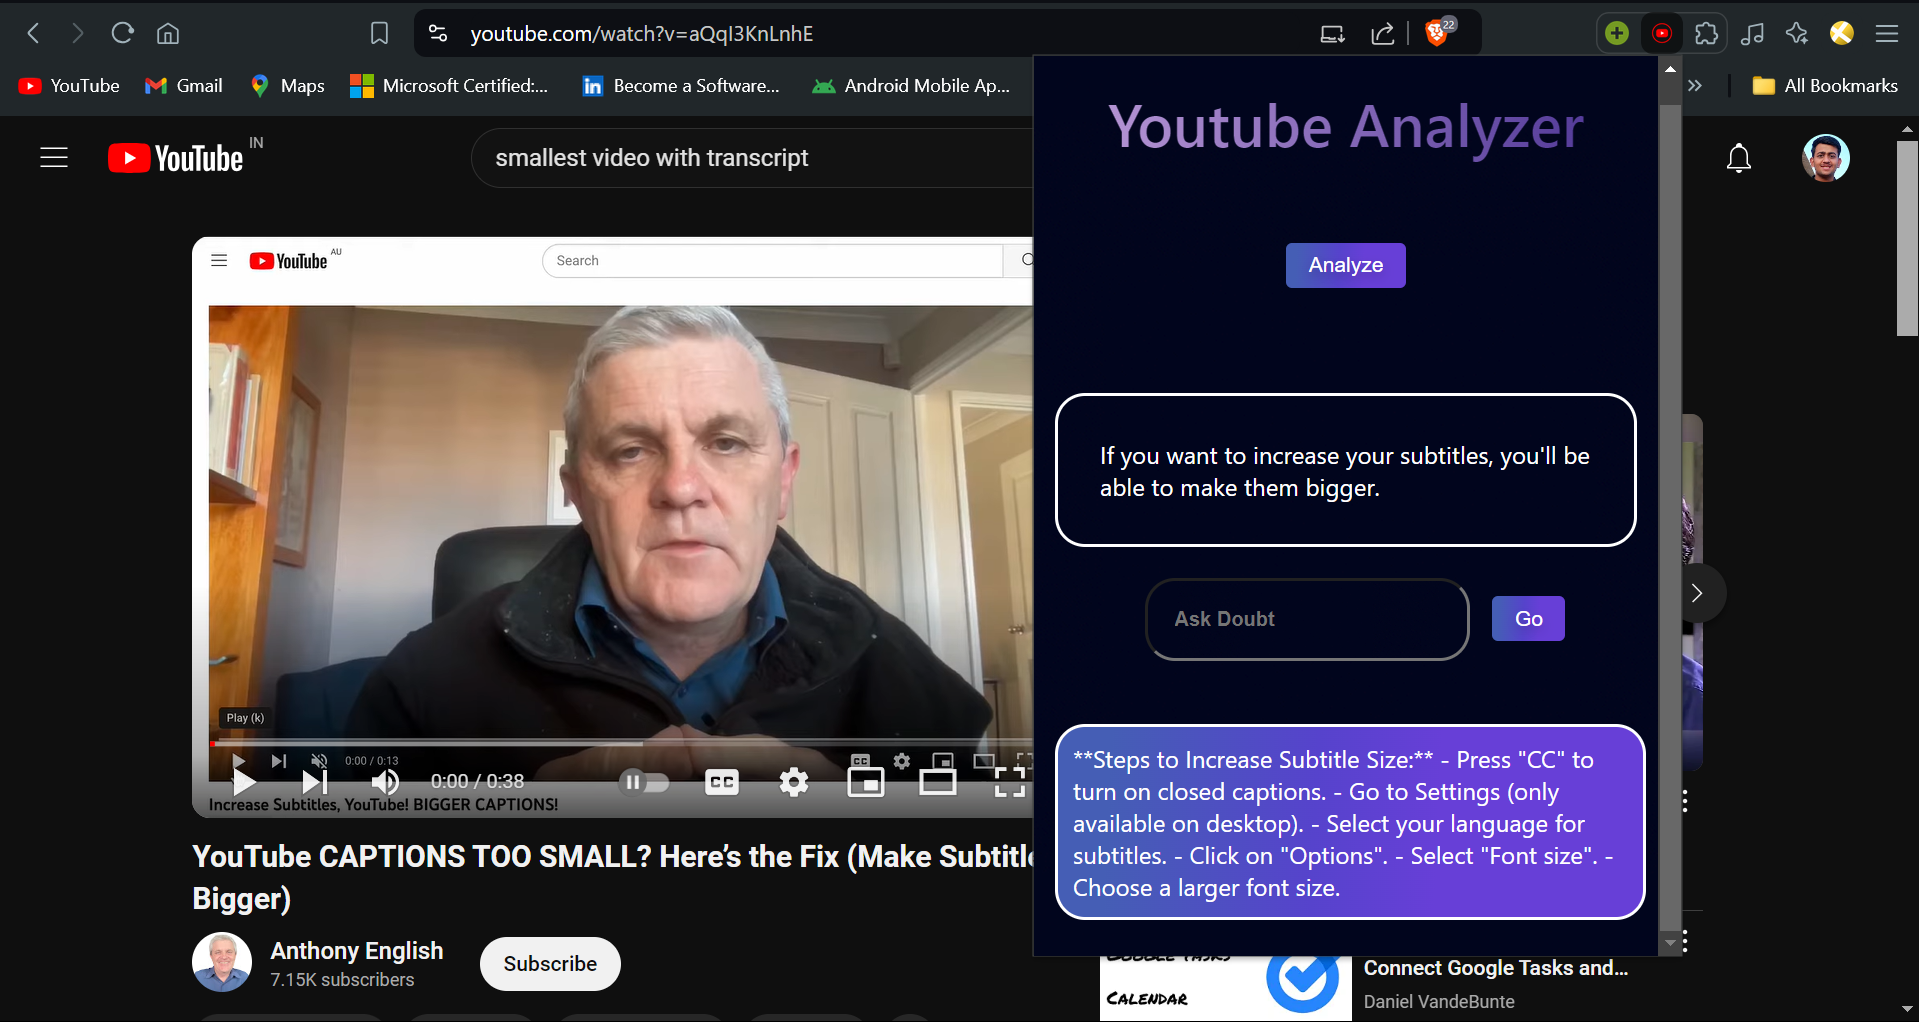 youtube.com/watch?v=aQqI3KnLnhE
22
YouTube
Gmail
Maps
Microsoft Certified:...
Become a Software...
Android Mobile Ap...
»
All Bookmarks
YouTube IN
smallest video with transcript
YouTube AU
Search
Play (k)
0:00 / 0:13
CC
0:00 / 0:38
CC
Increase Subtitles, YouTube! BIGGER CAPTIONS!
YouTube CAPTIONS TOO SMALL? Here's the Fix (Make Subtitle
Bigger)
Anthony English
7.15K subscribers
Subscribe
Youtube Analyzer
Analyze
If you want to increase your subtitles, you'll be
able to make them bigger.
Ask Doubt
Go
**Steps to Increase Subtitle Size:** - Press "CC" to
turn on closed captions. - Go to Settings (only
available on desktop). - Select your language for
subtitles. - Click on "Options". - Select "Font size". -
Choose a larger font size.
GOOGLE TASKS
CALENDAR
Connect Google Tasks and...
Daniel VandeBunte